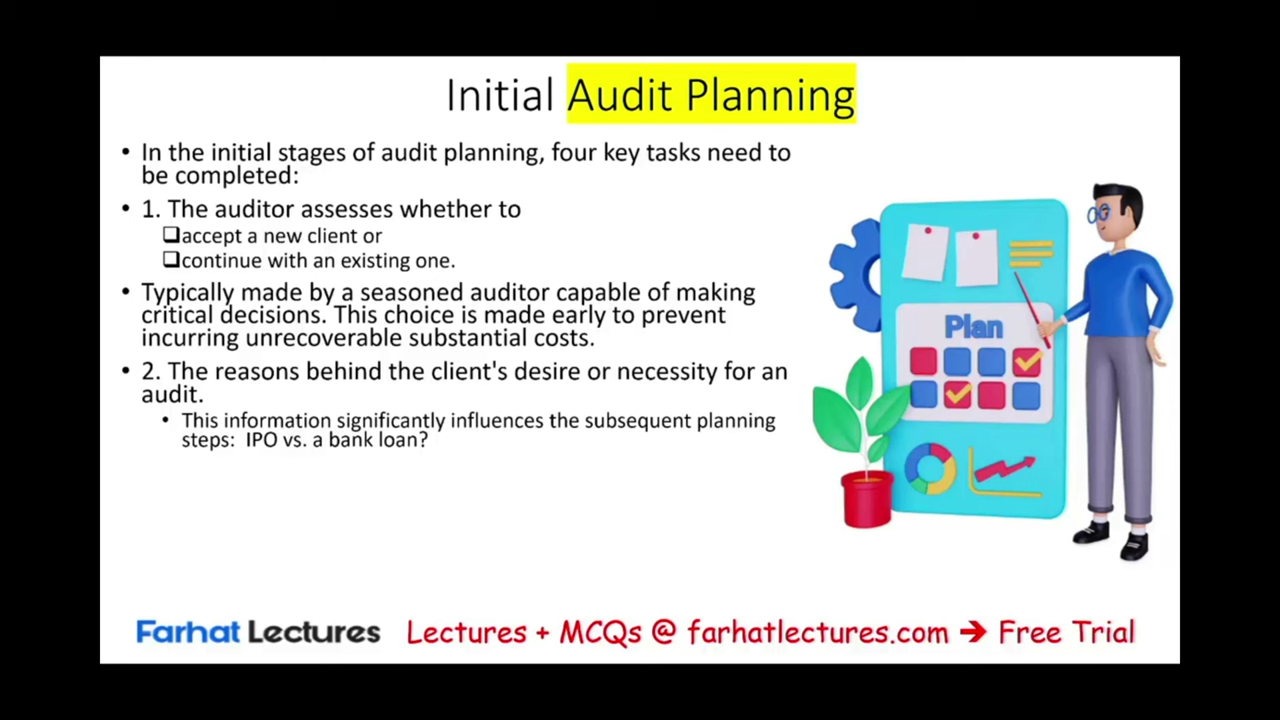 Initial Audit Planning
• In the initial stages of audit planning, four key tasks need to
be completed:
• 1. The auditor assesses whether to
❑accept a new client or
❑continue with an existing one.
• Typically made by a seasoned auditor capable of making
critical decisions. This choice is made early to prevent
incurring unrecoverable substantial costs.
• 2. The reasons behind the client's desire or necessity for an
audit.
• This information significantly influences the subsequent planning
steps:  IPO vs. a bank loan?
Plan
Farhat Lectures
Lectures + MCQs @ farhatlectures.com ➔ Free Trial